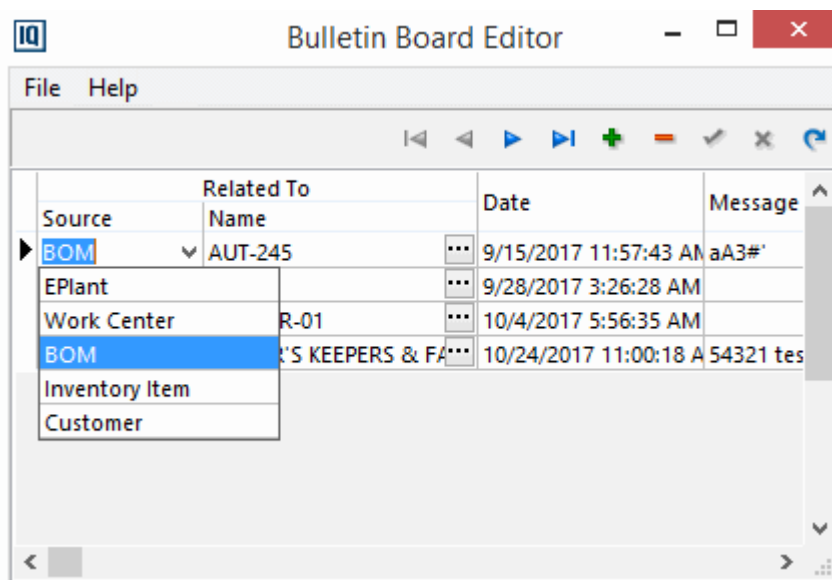 IQ Bulletin Board Editor
File Help
Related To
Source Name Date Message
BOM AUT-245 ... 9/15/2017 11:57:43 AM aA3#'
EPlant ... 9/28/2017 3:26:28 AM
Work Center R-01 ... 10/4/2017 5:56:35 AM
BOM 'S KEEPERS & FA ... 10/24/2017 11:00:18 A 54321 tes
Inventory Item
Customer